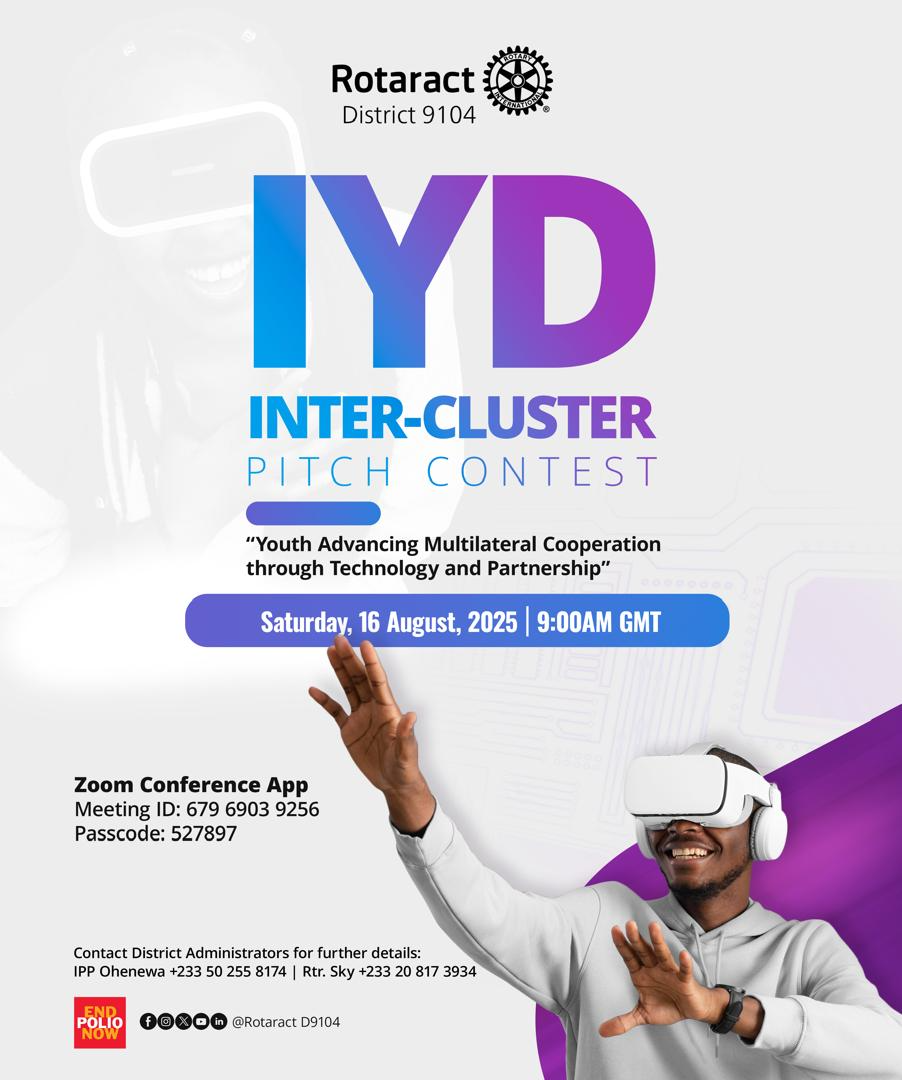 Rotaract
District 9104
ROTARY
INTERNATIONAL
®
IYD
INTER-CLUSTER
PITCH CONTEST
“Youth Advancing Multilateral Cooperation
through Technology and Partnership”
Saturday, 16 August, 2025 | 9:00AM GMT
Zoom Conference App
Meeting ID: 679 6903 9256
Passcode: 527897
Contact District Administrators for further details:
IPP Ohenewa +233 50 255 8174 | Rtr. Sky +233 20 817 3934
END
POLIO
NOW
@Rotaract D9104